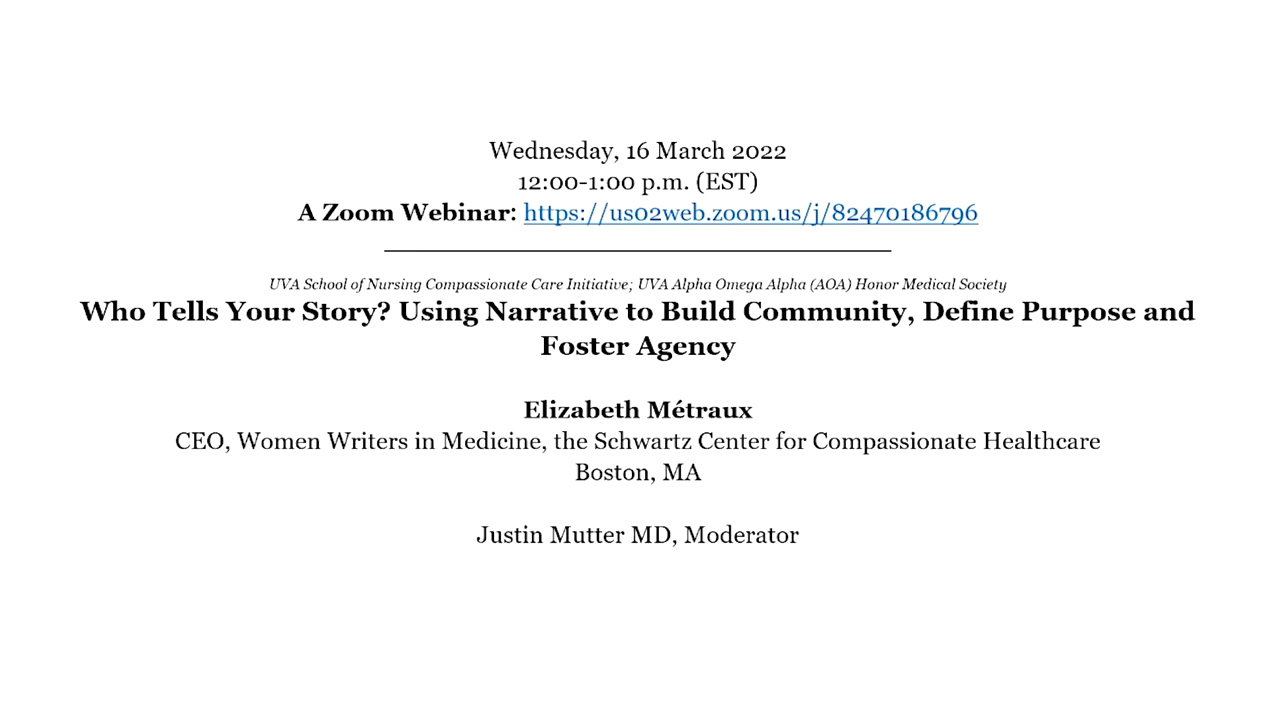 Wednesday, 16 March 2022
12:00-1:00 p.m. (EST)
A Zoom Webinar: https://us02web.zoom.us/j/82470186796
UVA School of Nursing Compassionate Care Initiative; UVA Alpha Omega Alpha (AOA) Honor Medical Society
Who Tells Your Story? Using Narrative to Build Community, Define Purpose and
Foster Agency
Elizabeth Métraux
CEO, Women Writers in Medicine, the Schwartz Center for Compassionate Healthcare
Boston, MA
Justin Mutter MD, Moderator